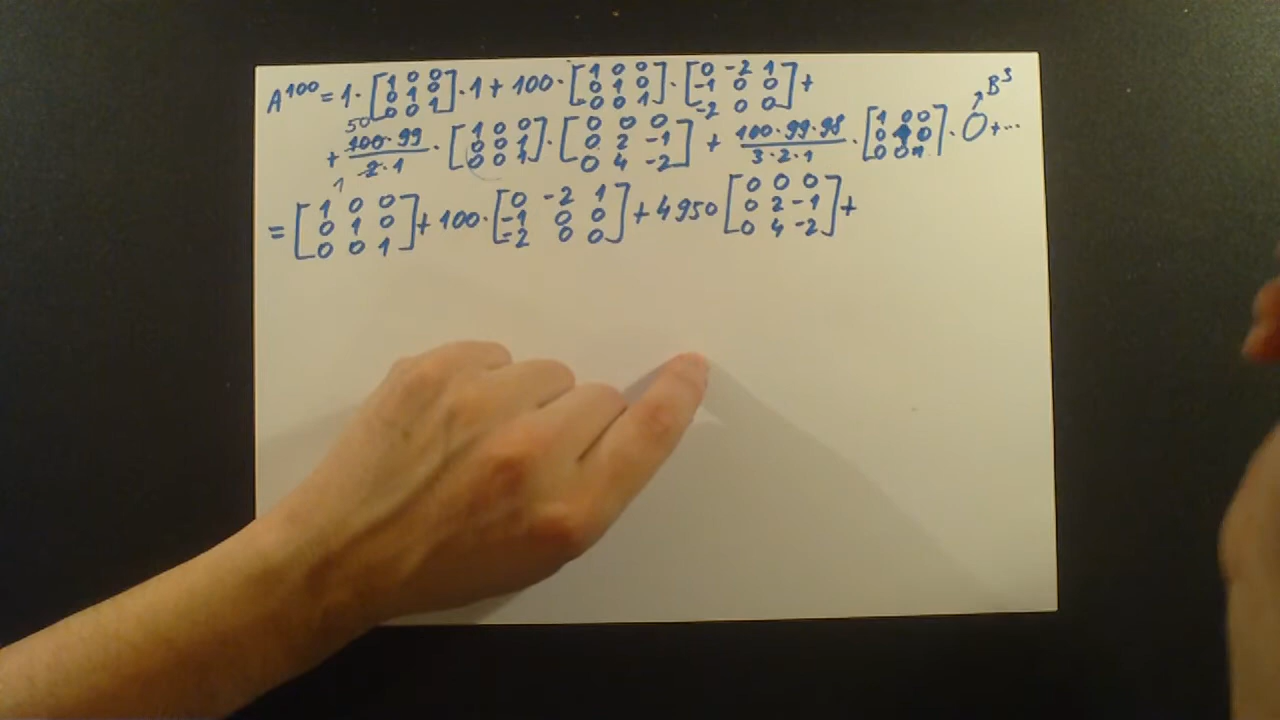 A¹⁰⁰ = 1 · [1 0 0; 0 1 0; 0 0 1] · 1 + 100 · [1 0 0; 0 1 0; 0 0 1] · [0 -2 1; -1 0 0; -2 0 0] +
+ 50 100·99 / 2·1 1 · [1 0 0; 0 0 1; 0 0 1] · [0 0 0; 0 2 -1; 0 4 -2] + 100·99·98 / 3·2·1 · [1 0 0; 0 1 0; 0 0 1] · O + ... → B³
= [1 0 0; 0 1 0; 0 0 1] + 100 · [0 -2 1; -1 0 0; -2 0 0] + 4950 [0 0 0; 0 2 -1; 0 4 -2] +